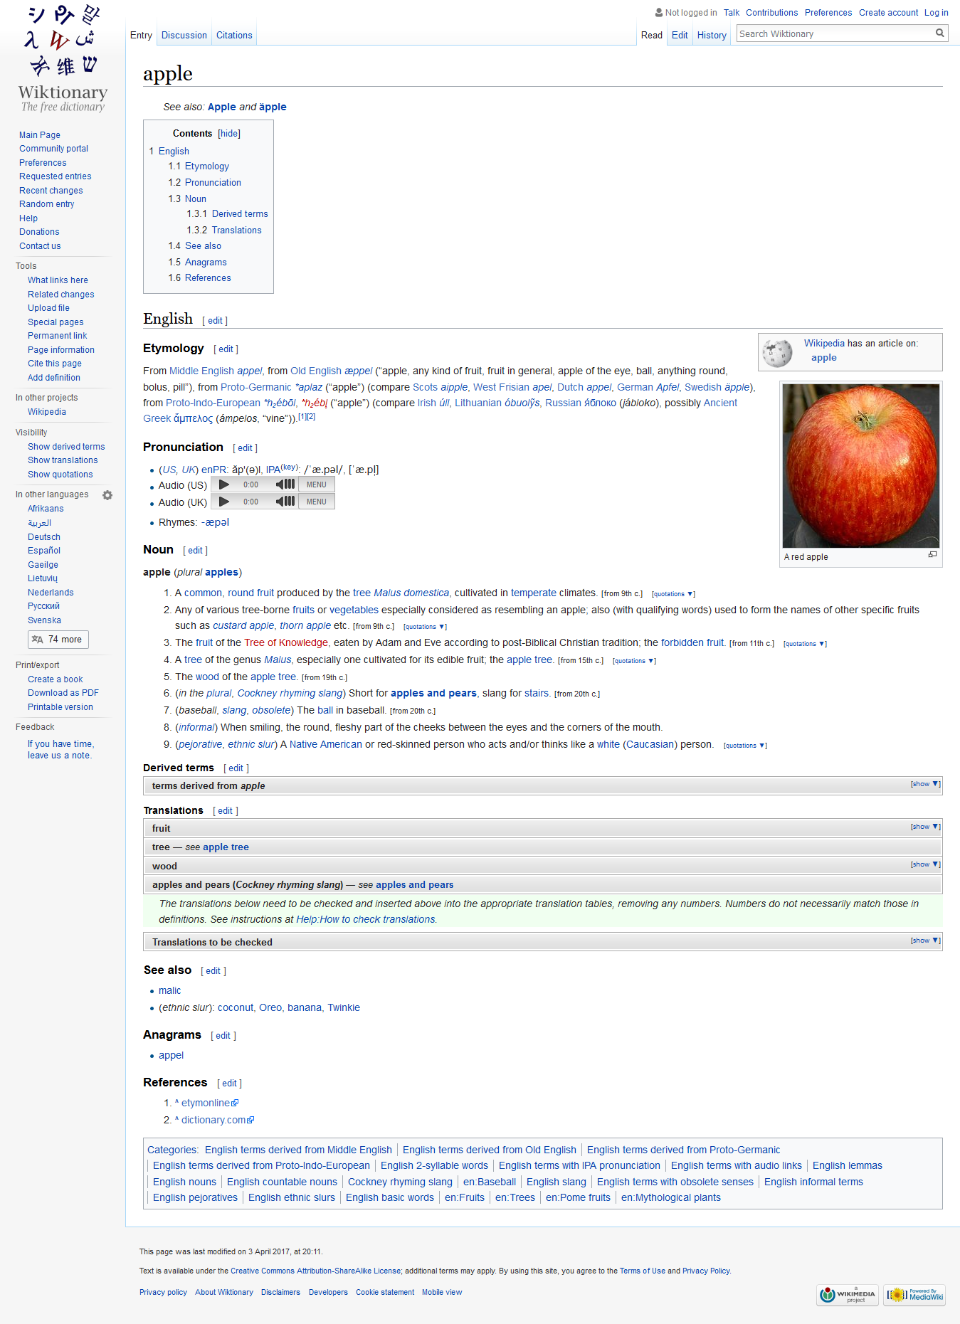 Wiktionary
The free dictionary
Not logged in Talk Contributions Preferences Create account Log in
Entry Discussion Citations Read Edit History Search Wiktionary
Main Page
Community portal
Preferences
Requested entries
Recent changes
Random entry
Help
Donations
Contact us
Tools
What links here
Related changes
Upload file
Special pages
Permanent link
Page information
Cite this page
Add definition
In other projects
Wikipedia
Visibility
Show derived terms
Show translations
Show quotations
In other languages
Afrikaans
العربية
Deutsch
Español
Gaeilge
Lietuvių
Nederlands
Русский
Svenska
74 more
Print/export
Create a book
Download as PDF
Printable version
Feedback
If you have time,
leave us a note.
apple
See also: Apple and äpple
Contents [hide]
1 English
1.1 Etymology
1.2 Pronunciation
1.3 Noun
1.3.1 Derived terms
1.3.2 Translations
1.4 See also
1.5 Anagrams
1.6 References
English [ edit ]
Wikipedia has an article on:
apple
Etymology [ edit ]
From Middle English appel, from Old English æppel (“apple, any kind of fruit, fruit in general, apple of the eye, ball, anything round,
bolus, pill”), from Proto-Germanic *aplaz (“apple”) (compare Scots aipple, West Frisian apel, Dutch appel, German Apfel, Swedish äpple),
from Proto-Indo-European *h₂ébōl, *h₂ébl̥ (“apple”) (compare Irish úll, Lithuanian óbuolỹs, Russian я́блоко (jábloko), possibly Ancient
Greek ἄμπελος (ámpelos, “vine”)).[1][2]
A red apple
Pronunciation [ edit ]
(US, UK) enPR: ăp'(ə)l, IPA(key): /ˈæ.pəl/, [ˈæ.pl̩]
Audio (US) 0:00 MENU
Audio (UK) 0:00 MENU
Rhymes: -æpəl
Noun [ edit ]
apple (plural apples)
1. A common, round fruit produced by the tree Malus domestica, cultivated in temperate climates. [from 9th c.] [quotations ▼]
2. Any of various tree-borne fruits or vegetables especially considered as resembling an apple; also (with qualifying words) used to form the names of other specific fruits
such as custard apple, thorn apple etc. [from 9th c.] [quotations ▼]
3. The fruit of the Tree of Knowledge, eaten by Adam and Eve according to post-Biblical Christian tradition; the forbidden fruit. [from 11th c.] [quotations ▼]
4. A tree of the genus Malus, especially one cultivated for its edible fruit; the apple tree. [from 15th c.] [quotations ▼]
5. The wood of the apple tree. [from 19th c.]
6. (in the plural, Cockney rhyming slang) Short for apples and pears, slang for stairs. [from 20th c.]
7. (baseball, slang, obsolete) The ball in baseball. [from 20th c.]
8. (informal) When smiling, the round, fleshy part of the cheeks between the eyes and the corners of the mouth.
9. (pejorative, ethnic slur) A Native American or red-skinned person who acts and/or thinks like a white (Caucasian) person. [quotations ▼]
Derived terms [ edit ]
terms derived from apple [show ▼]
Translations [ edit ]
fruit [show ▼]
tree — see apple tree
wood [show ▼]
apples and pears (Cockney rhyming slang) — see apples and pears
The translations below need to be checked and inserted above into the appropriate translation tables, removing any numbers. Numbers do not necessarily match those in
definitions. See instructions at Help:How to check translations.
Translations to be checked [show ▼]
See also [ edit ]
malic
(ethnic slur): coconut, Oreo, banana, Twinkie
Anagrams [ edit ]
appel
References [ edit ]
1. ^ etymonline
2. ^ dictionary.com
Categories: English terms derived from Middle English | English terms derived from Old English | English terms derived from Proto-Germanic
| English terms derived from Proto-Indo-European | English 2-syllable words | English terms with IPA pronunciation | English terms with audio links | English lemmas
| English nouns | English countable nouns | Cockney rhyming slang | en:Baseball | English slang | English terms with obsolete senses | English informal terms
| English pejoratives | English ethnic slurs | English basic words | en:Fruits | en:Trees | en:Pome fruits | en:Mythological plants
This page was last modified on 3 April 2017, at 20:11.
Text is available under the Creative Commons Attribution-ShareAlike License; additional terms may apply. By using this site, you agree to the Terms of Use and Privacy Policy.
Privacy policy About Wiktionary Disclaimers Developers Cookie statement Mobile view
A WIKIMEDIA project
Powered By MediaWiki